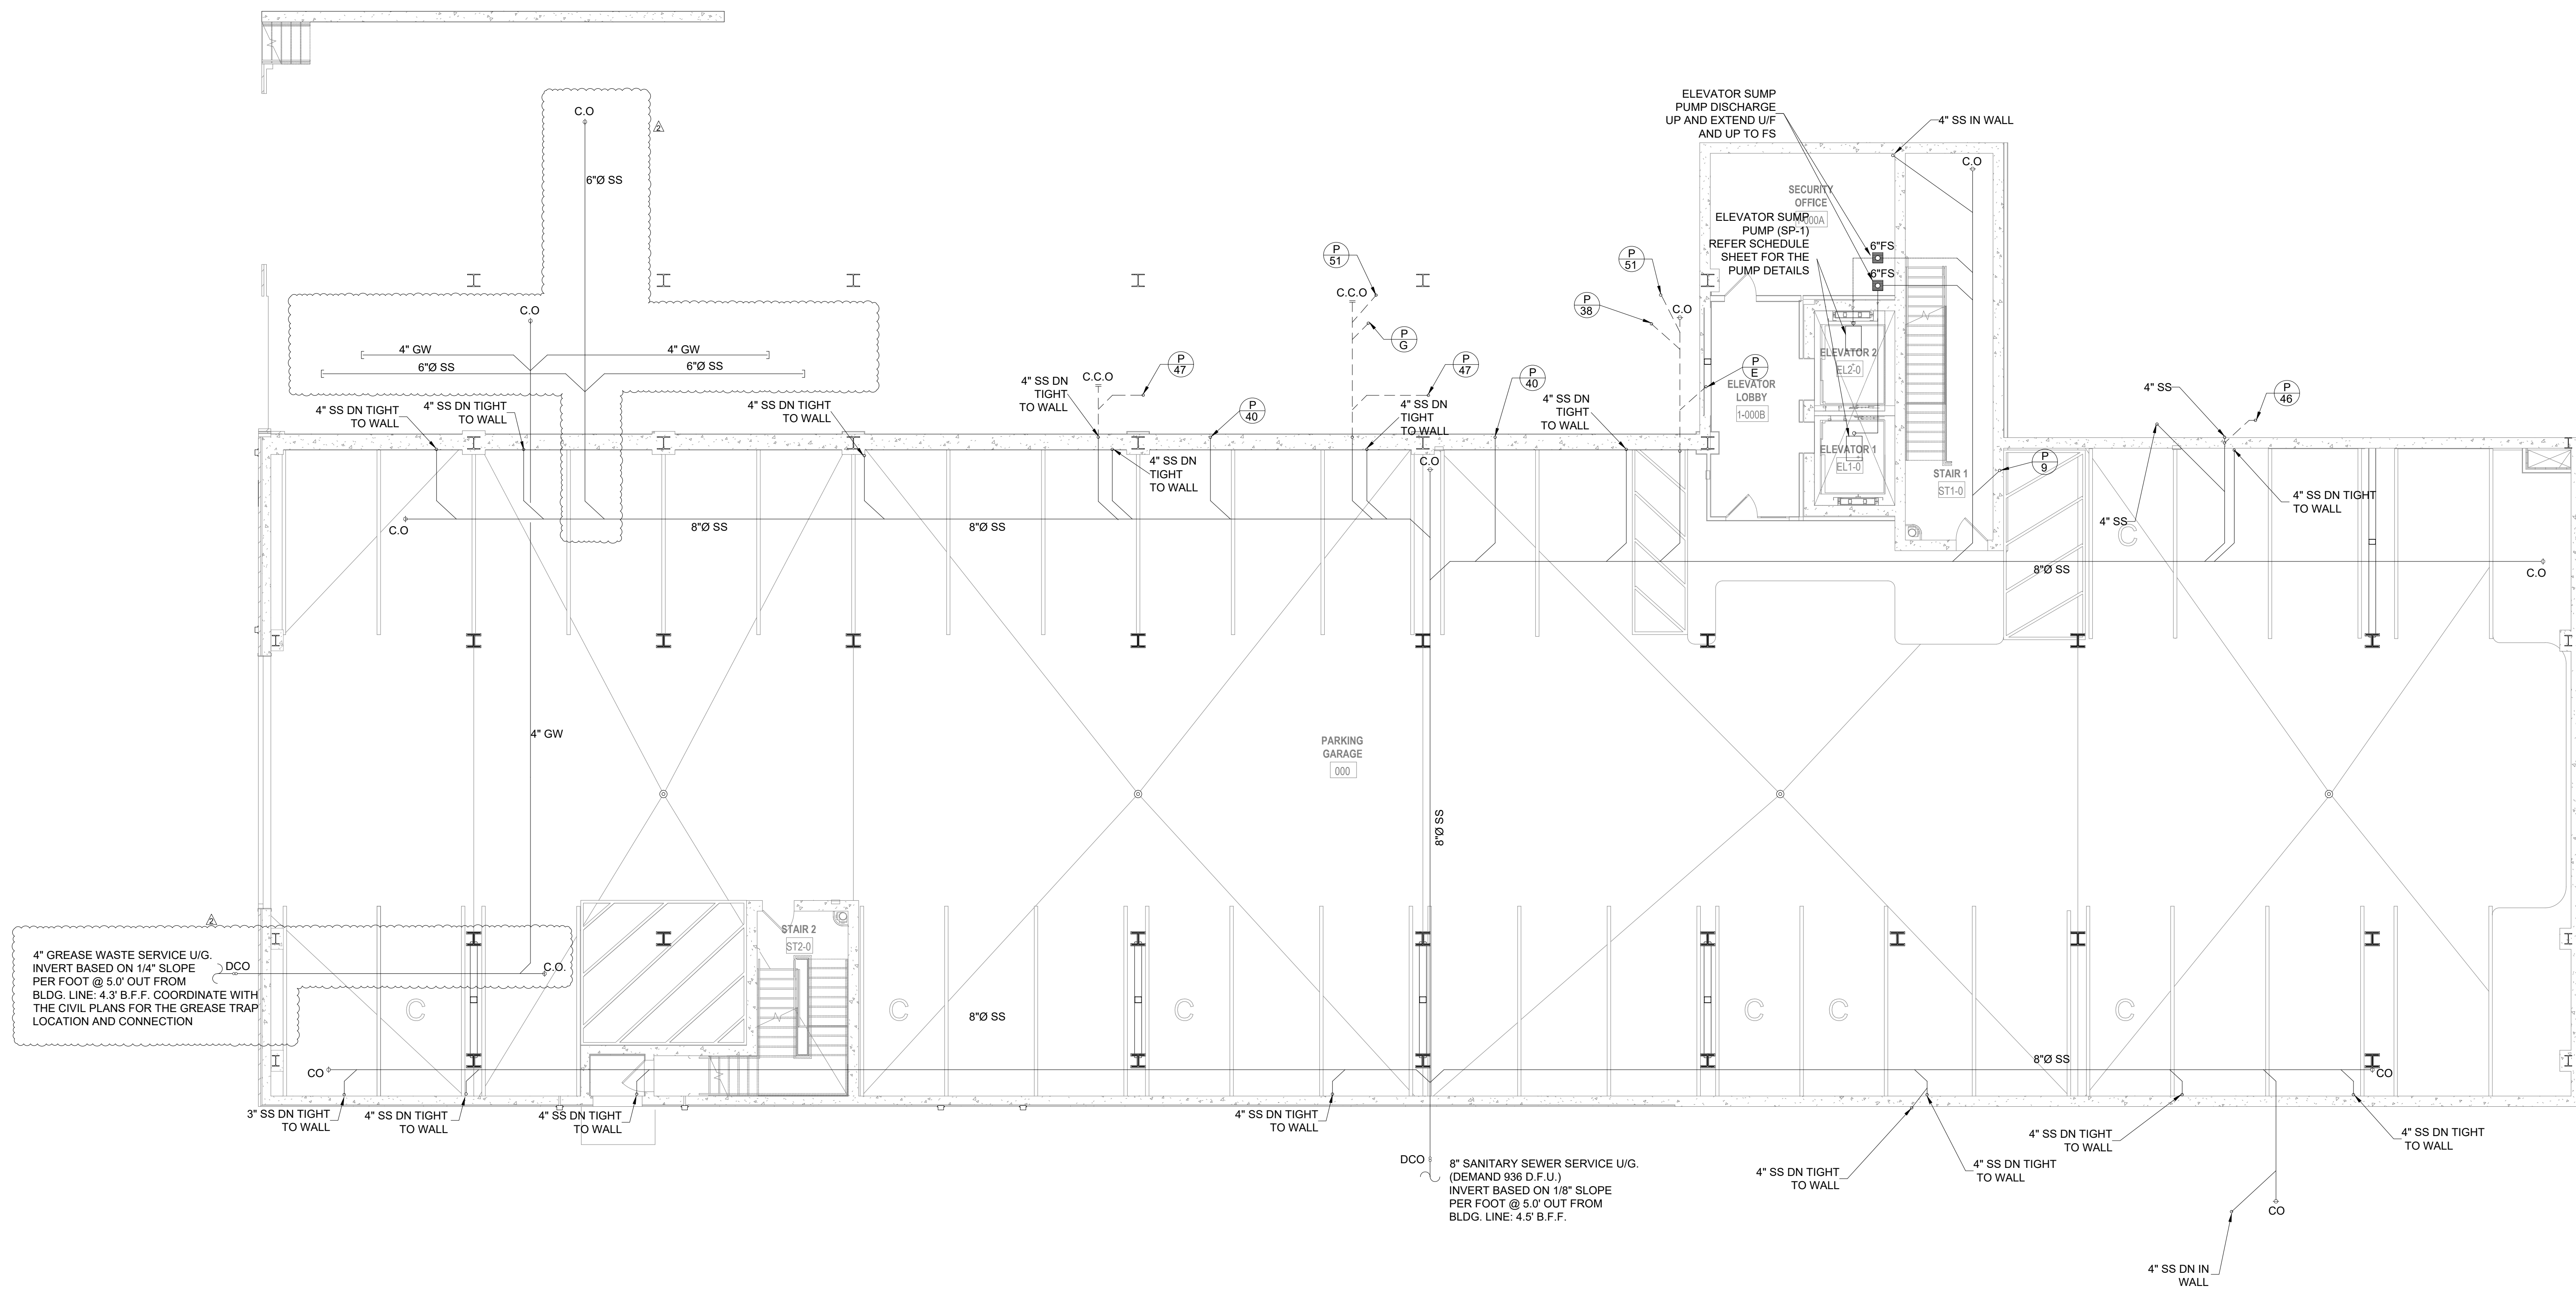 C.O
2
6"Ø SS
ELEVATOR SUMP
PUMP DISCHARGE
UP AND EXTEND U/F
AND UP TO FS
4" SS IN WALL
C.O
SECURITY
OFFICE
ELEVATOR SUMP
PUMP (SP-1)
REFER SCHEDULE
SHEET FOR THE
PUMP DETAILS
6"FS
6"FS
P
51
P
51
C.C.O
P
38
C.O
P
G
C.O
4" GW
4" GW
6"Ø SS
6"Ø SS
P
47
C.C.O
P
47
P
40
P
40
P
E
ELEVATOR 2
EL2-0
ELEVATOR
LOBBY
1-000B
ELEVATOR 1
EL1-0
STAIR 1
ST1-0
P
9
4" SS
P
46
4" SS DN TIGHT
TO WALL
4" SS DN TIGHT
TO WALL
4" SS DN TIGHT
TO WALL
4" SS DN
TIGHT
TO WALL
4" SS DN
TIGHT
TO WALL
4" SS DN
TIGHT
TO WALL
4" SS DN
TIGHT
TO WALL
C.O
4" SS DN TIGHT
TO WALL
4" SS
C
C.O
8"Ø SS
8"Ø SS
8"Ø SS
C.O
4" GW
PARKING
GARAGE
000
8"Ø SS
2
4" GREASE WASTE SERVICE U/G.
INVERT BASED ON 1/4" SLOPE
PER FOOT @ 5.0' OUT FROM
BLDG. LINE: 4.3' B.F.F. COORDINATE WITH
THE CIVIL PLANS FOR THE GREASE TRAP
LOCATION AND CONNECTION
DCO
C.O.
STAIR 2
ST2-0
C
C
C
C
C
C
8"Ø SS
8"Ø SS
CO
CO
3" SS DN TIGHT
TO WALL
4" SS DN TIGHT
TO WALL
4" SS DN TIGHT
TO WALL
4" SS DN TIGHT
TO WALL
DCO
8" SANITARY SEWER SERVICE U/G.
(DEMAND 936 D.F.U.)
INVERT BASED ON 1/8" SLOPE
PER FOOT @ 5.0' OUT FROM
BLDG. LINE: 4.5' B.F.F.
4" SS DN TIGHT
TO WALL
4" SS DN TIGHT
TO WALL
4" SS DN TIGHT
TO WALL
4" SS DN TIGHT
TO WALL
CO
4" SS DN IN
WALL